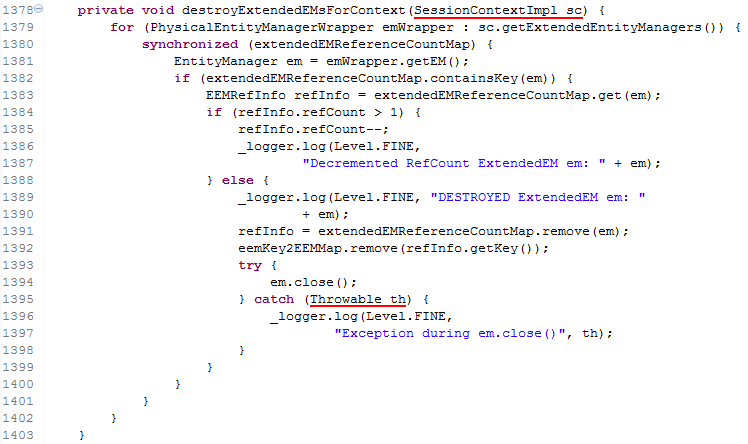 1378    private void destroyExtendedEMsForContext(SessionContextImpl sc) {
1379        for (PhysicalEntityManagerWrapper emWrapper : sc.getExtendedEntityManagers()) {
1380            synchronized (extendedEMReferenceCountMap) {
1381                EntityManager em = emWrapper.getEM();
1382                if (extendedEMReferenceCountMap.containsKey(em)) {
1383                    EEMRefInfo refInfo = extendedEMReferenceCountMap.get(em);
1384                    if (refInfo.refCount > 1) {
1385                        refInfo.refCount--;
1386                        _logger.log(Level.FINE,
1387                                "Decremented RefCount ExtendedEM em: " + em);
1388                    } else {
1389                        _logger.log(Level.FINE, "DESTROYED ExtendedEM em: "
1390                                + em);
1391                        refInfo = extendedEMReferenceCountMap.remove(em);
1392                        eemKey2EEMMap.remove(refInfo.getKey());
1393                        try {
1394                            em.close();
1395                        } catch (Throwable th) {
1396                            _logger.log(Level.FINE,
1397                                    "Exception during em.close()", th);
1398                        }
1399                    }
1400                }
1401            }
1402        }
1403    }